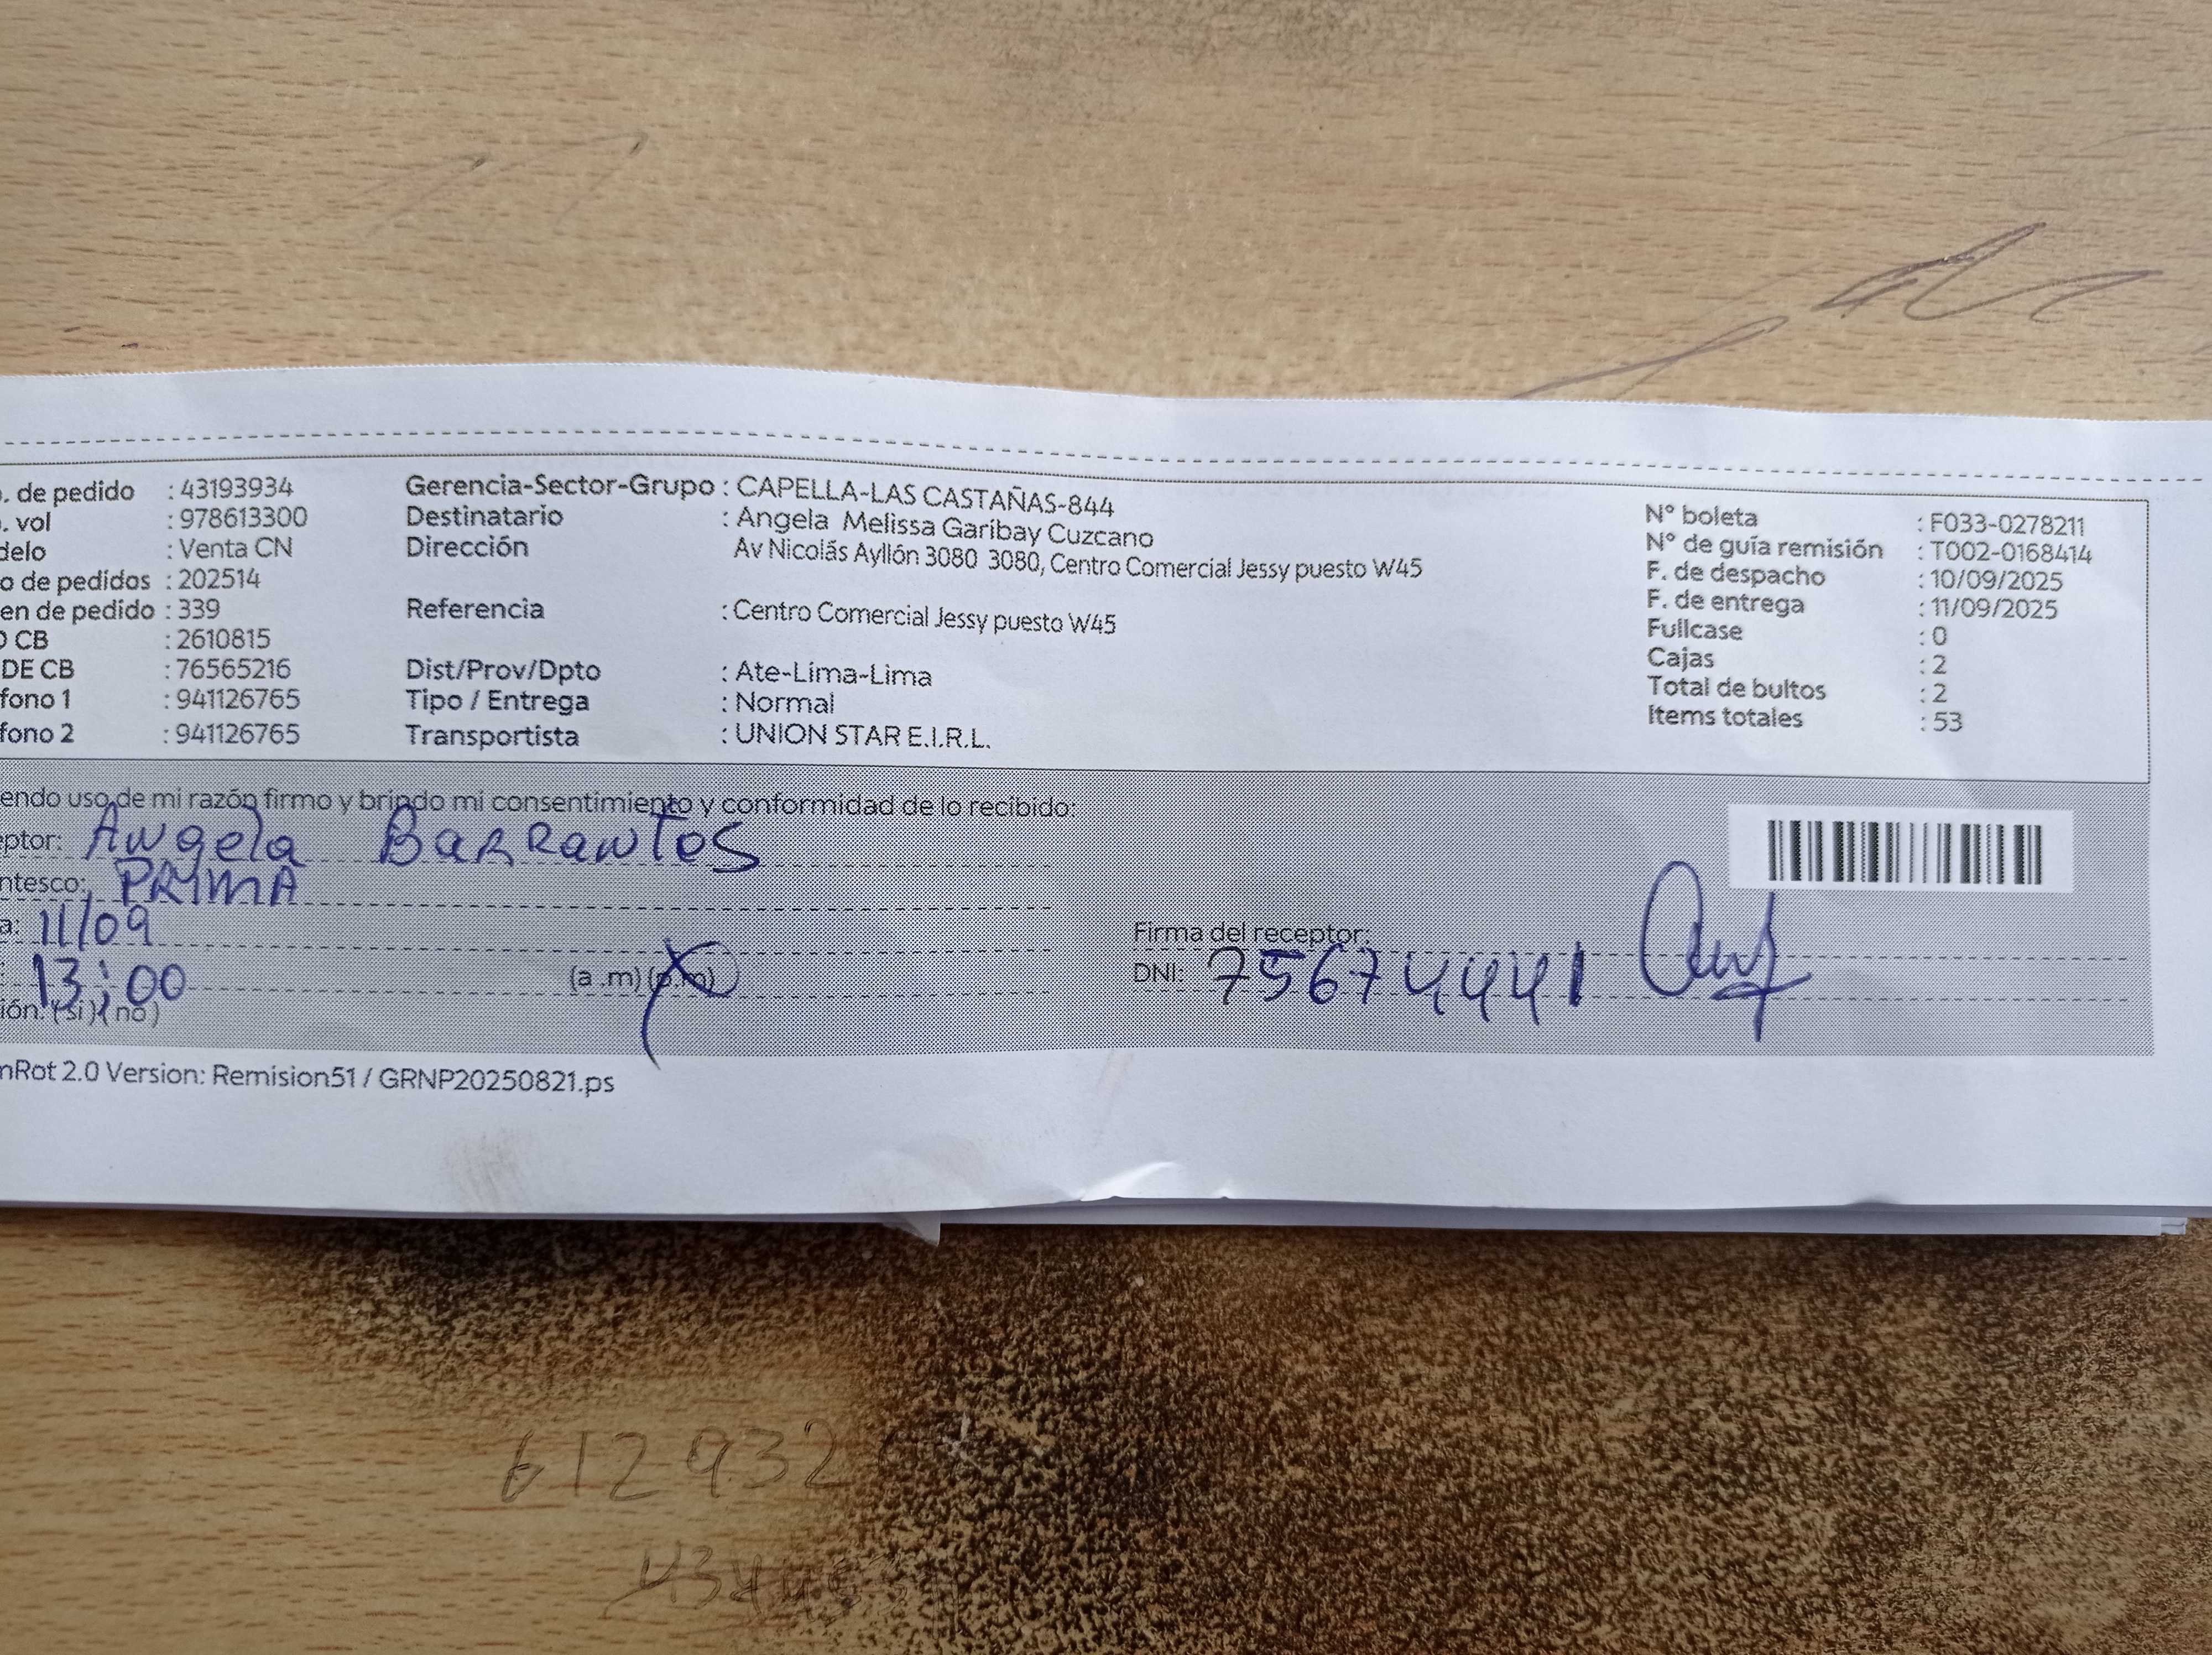 . de pedido : 43193934
. vol : 978613300
delo : Venta CN
o de pedidos : 202514
en de pedido : 339
O CB : 2610815
DE CB : 76565216
fono 1 : 941126765
fono 2 : 941126765
Gerencia-Sector-Grupo : CAPELLA-LAS CASTAÑAS-844
Destinatario : Angela Melissa Garibay Cuzcano
Dirección Av Nicolás Ayllón 3080 3080, Centro Comercial Jessy puesto W45
Referencia : Centro Comercial Jessy puesto W45
Dist/Prov/Dpto : Ate-Lima-Lima
Tipo / Entrega : Normal
Transportista : UNION STAR E.I.R.L.
N° boleta : F033-0278211
N° de guía remisión : T002-0168414
F. de despacho : 10/09/2025
F. de entrega : 11/09/2025
Fullcase : 0
Cajas : 2
Total de bultos : 2
Items totales : 53
endo uso de mi razón firmo y brindo mi consentimiento y conformidad de lo recibido:
eptor: Angela Barrantos
ntesco: PRIMA
a: 11/09
: 13:00 (a .m) (p.m)
ión: (si) (no)
Firma del receptor:
DNI: 75674441
nRot 2.0 Version: Remision51 / GRNP20250821.ps
612932